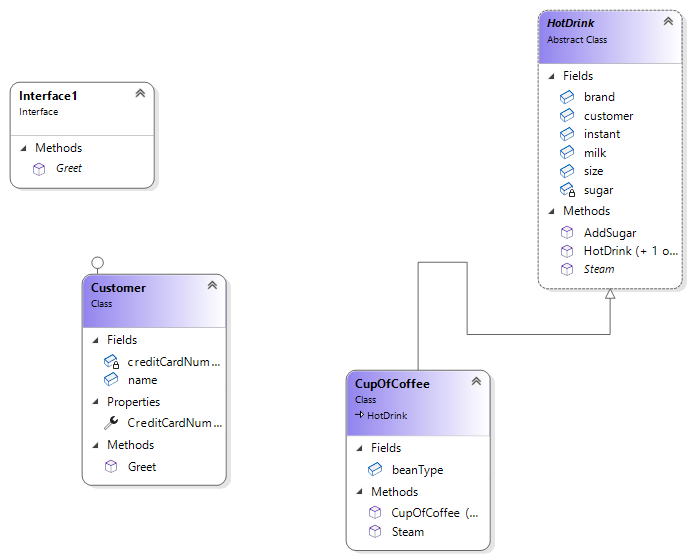 HotDrink
Abstract Class
Fields
brand
customer
instant
milk
size
sugar
Methods
AddSugar
HotDrink (+ 1 o...
Steam
Interface1
Interface
Methods
Greet
Customer
Class
Fields
creditCardNum...
name
Properties
CreditCardNum...
Methods
Greet
CupOfCoffee
Class
HotDrink
Fields
beanType
Methods
CupOfCoffee (...
Steam